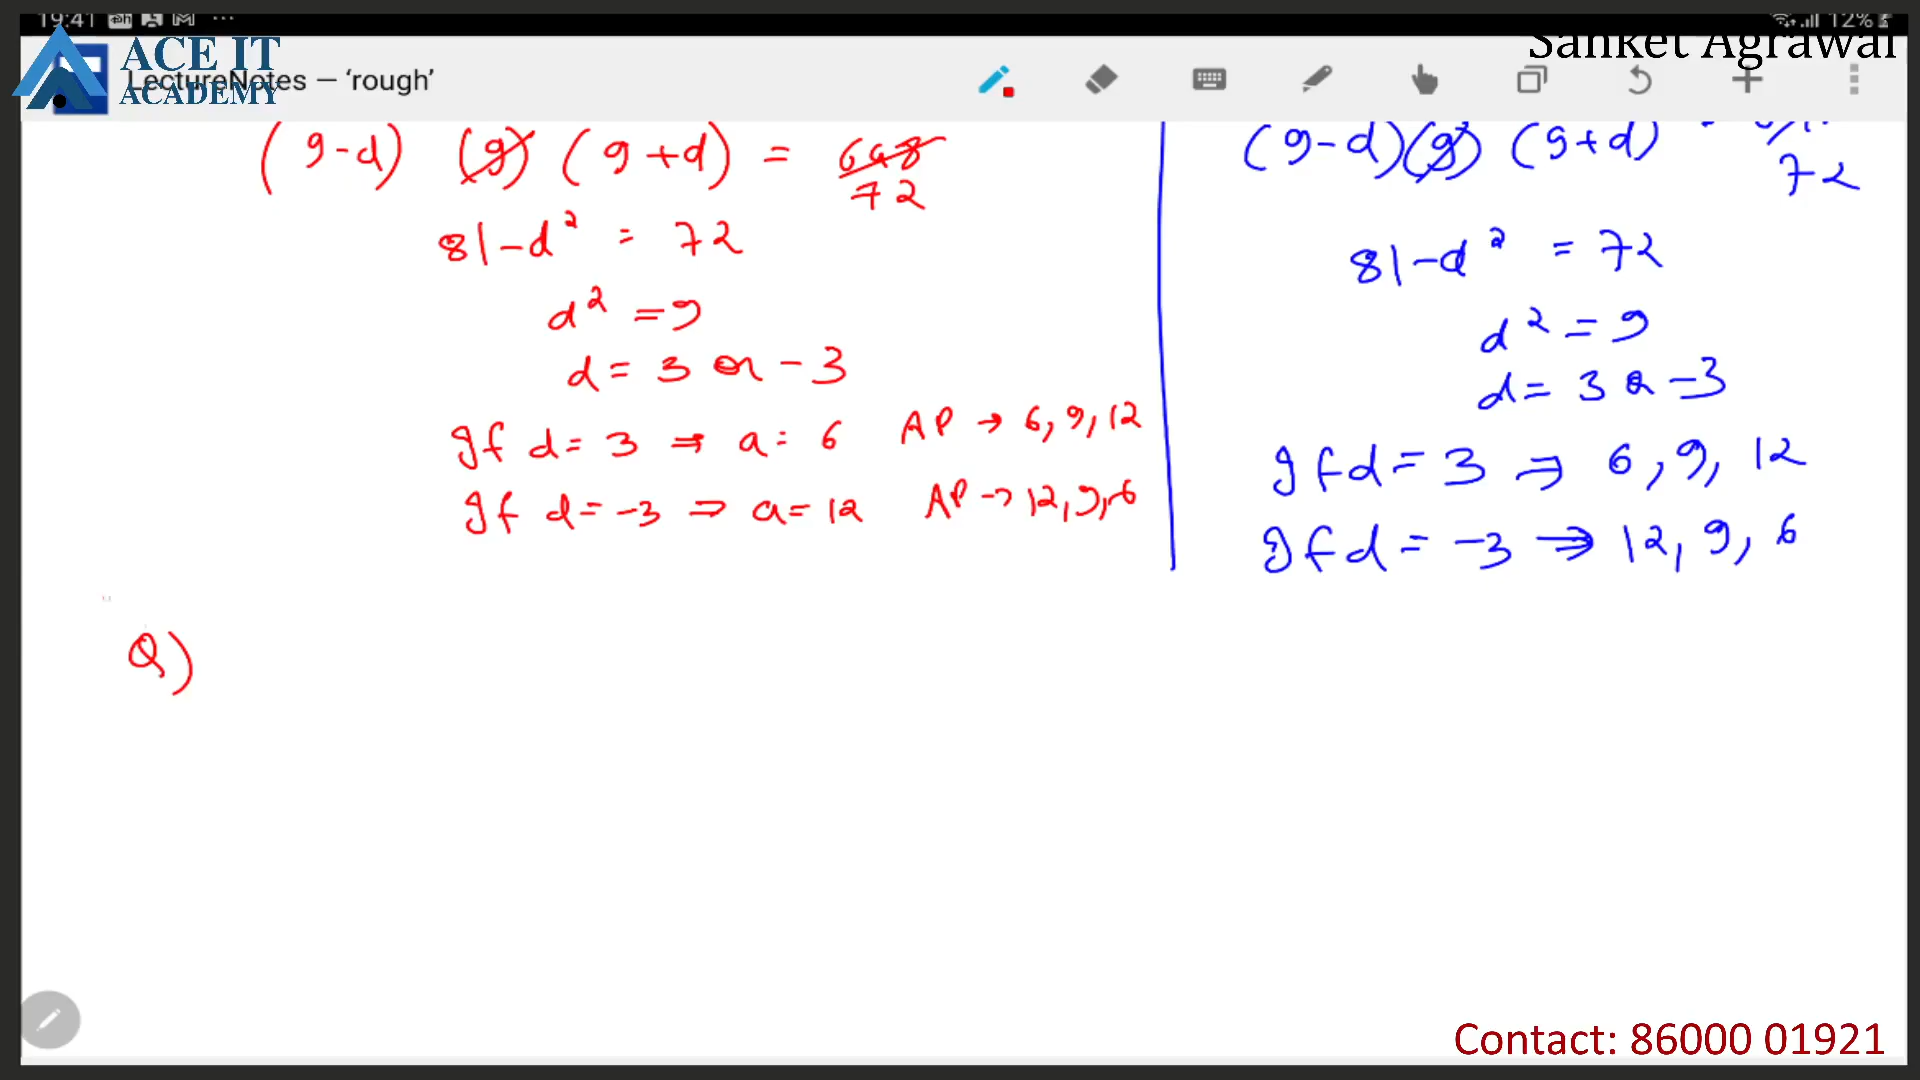 19:41
12%
ACE IT
ACADEMY
LectureNotes — ‘rough’
Sanket Agrawal
(9-d) (9) (9+d) = 648
72
81-d² = 72
d² = 9
d = 3 or -3
If d = 3 ⇒ a = 6 AP → 6, 9, 12
If d = -3 ⇒ a = 12 AP → 12, 9, 6
(9-d)(9) (9+d) =
72
81-d² = 72
d² = 9
d = 3 or -3
If d = 3 ⇒ 6, 9, 12
If d = -3 ⇒ 12, 9, 6
Q)
Contact: 86000 01921